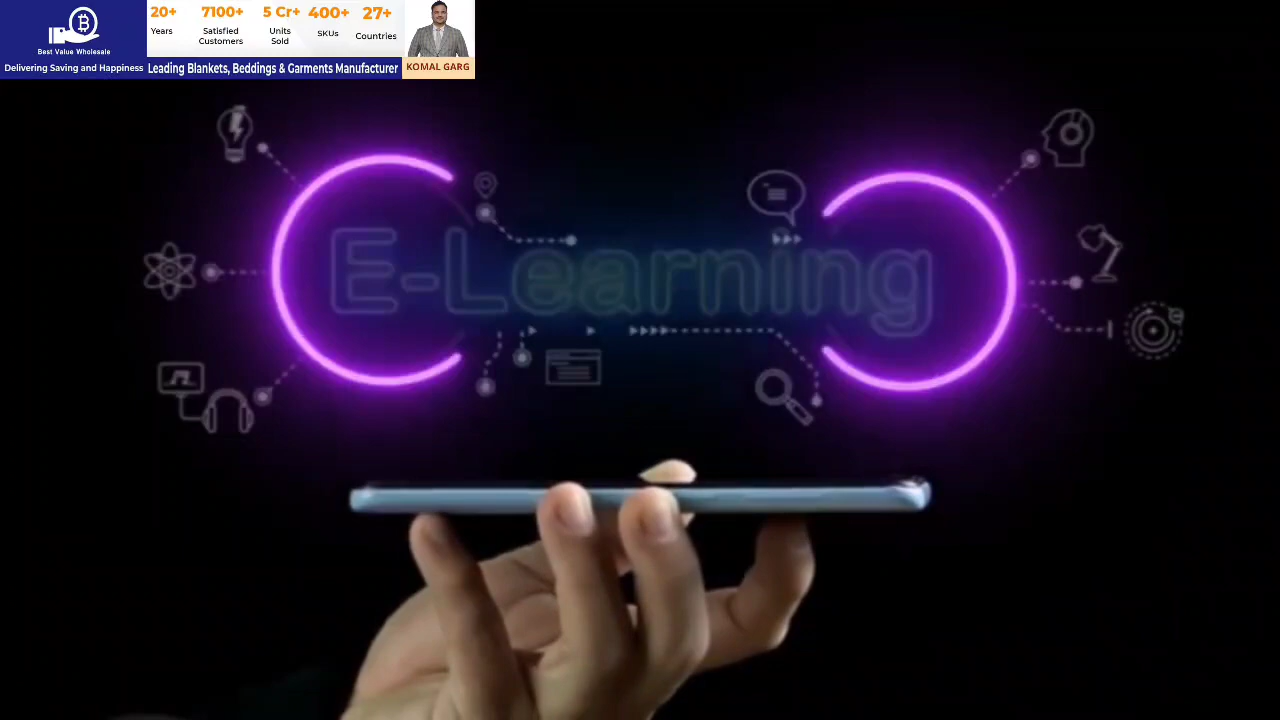 20+
7100+
5 Cr+
400+
27+
Years
Satisfied
Customers
Units
Sold
SKUs
Countries
Best Value Wholesale
Delivering Saving and Happiness
Leading Blankets, Beddings & Garments Manufacturer
KOMAL GARG
E-Learning